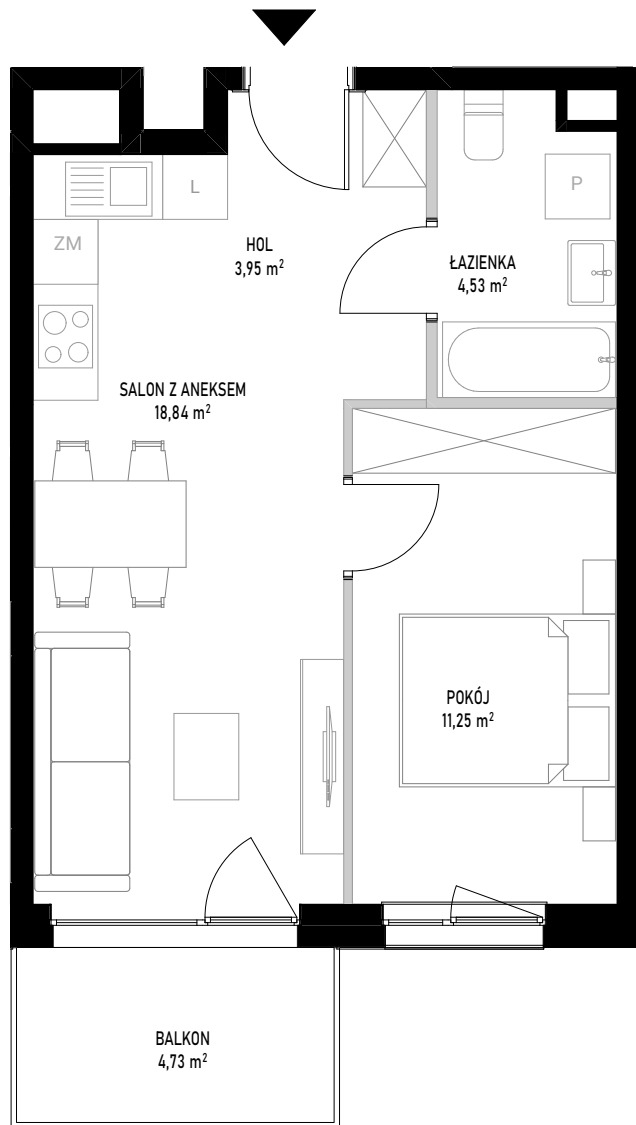 L
P
ZM
HOL
3,95 m²
ŁAZIENKA
4,53 m²
SALON Z ANEKSEM
18,84 m²
POKÓJ
11,25 m²
BALKON
4,73 m²